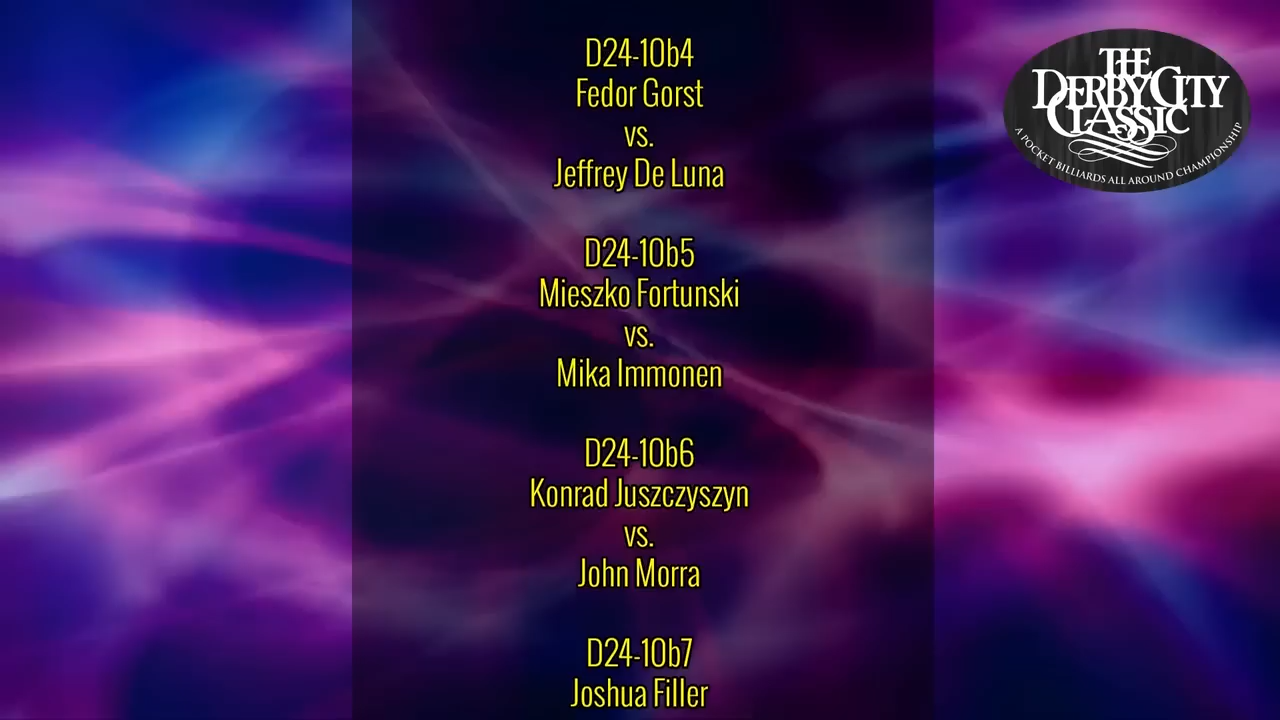 D24-10b4
Fedor Gorst
vs.
Jeffrey De Luna
D24-10b5
Mieszko Fortunski
vs.
Mika Immonen
D24-10b6
Konrad Juszczyszyn
vs.
John Morra
D24-10b7
Joshua Filler
THE
DERBY CITY
CLASSIC
A POCKET BILLIARDS ALL AROUND CHAMPIONSHIP